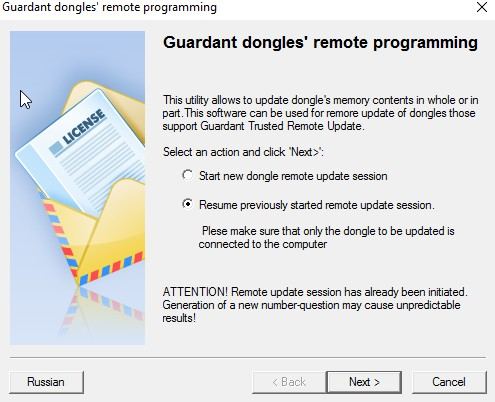 Guardant dongles' remote programming
Guardant dongles' remote programming
This utility allows to update dongle's memory contents in whole or in
part.This software can be used for remore update of dongles those
support Guardant Trusted Remote Update.
Select an action and click 'Next>':
Start new dongle remote update session
Resume previously started remote update session.
Please make sure that only the dongle to be updated is
connected to the computer
LICENSE
ATTENTION! Remote update session has already been initiated.
Generation of a new number-question may cause unpredictable
results!
Russian
< Back
Next >
Cancel